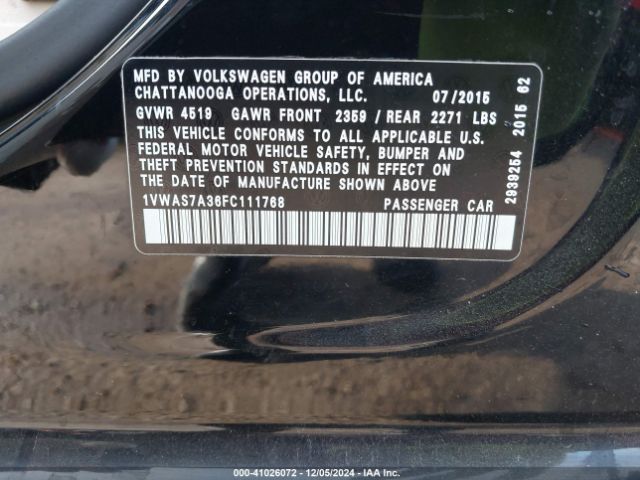 MFD BY VOLKSWAGEN GROUP OF AMERICA
CHATTANOOGA OPERATIONS, LLC. 07/2015
GVWR 4519 GAWR FRONT 2359 / REAR 2271 LBS
THIS VEHICLE CONFORMS TO ALL APPLICABLE U.S.
FEDERAL MOTOR VEHICLE SAFETY, BUMPER AND
THEFT PREVENTION STANDARDS IN EFFECT ON
THE DATE OF MANUFACTURE SHOWN ABOVE
1VWAS7A36FC111768 PASSENGER CAR
2939254 2015 62
000-41026072 - 12/05/2024 - IAA Inc.